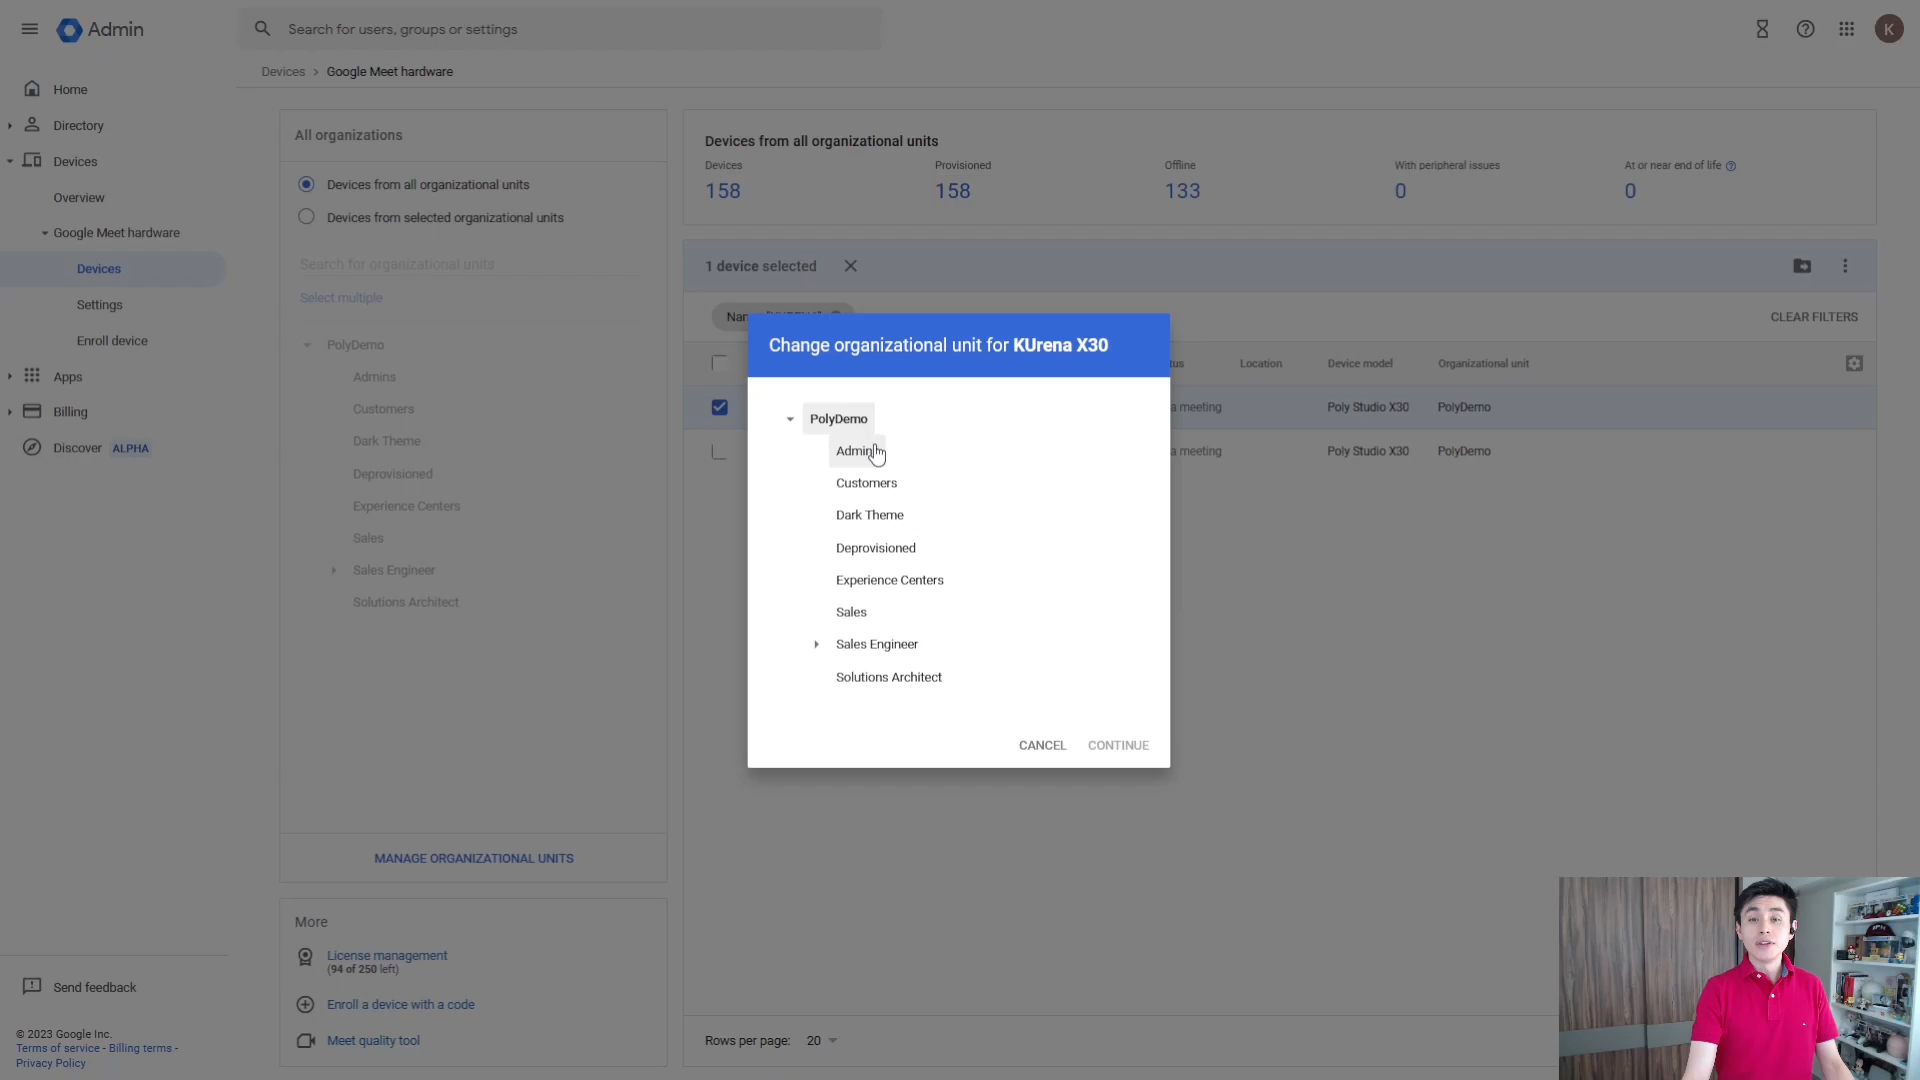 Admin
Search for users, groups or settings
K
Devices > Google Meet hardware
Home
Directory
Devices
Overview
Google Meet hardware
Devices
Settings
Enroll device
Apps
Billing
Discover ALPHA
Send feedback
© 2023 Google Inc.
Terms of service - Billing terms -
Privacy Policy
All organizations
Devices from all organizational units
Devices from selected organizational units
Search for organizational units
Select multiple
PolyDemo
Admins
Customers
Dark Theme
Deprovisioned
Experience Centers
Sales
Sales Engineer
Solutions Architect
MANAGE ORGANIZATIONAL UNITS
More
License management
(94 of 250 left)
Enroll a device with a code
Meet quality tool
Devices from all organizational units
Devices Provisioned Offline With peripheral issues At or near end of life
158 158 133 0 0
1 device selected
CLEAR FILTERS
Location Device model Organizational unit
a meeting Poly Studio X30 PolyDemo
a meeting Poly Studio X30 PolyDemo
Rows per page: 20
Change organizational unit for KUrena X30
PolyDemo
Admin
Customers
Dark Theme
Deprovisioned
Experience Centers
Sales
Sales Engineer
Solutions Architect
CANCEL CONTINUE